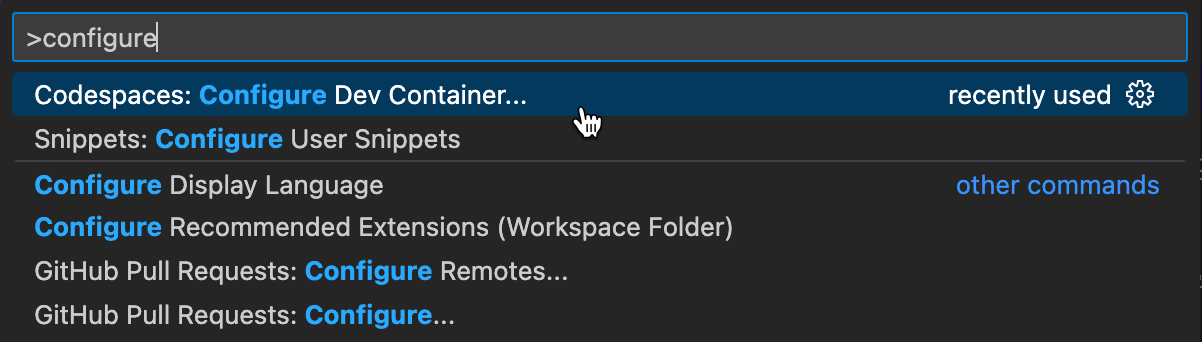 >configure
Codespaces: Configure Dev Container... recently used
Snippets: Configure User Snippets
Configure Display Language other commands
Configure Recommended Extensions (Workspace Folder)
GitHub Pull Requests: Configure Remotes...
GitHub Pull Requests: Configure...